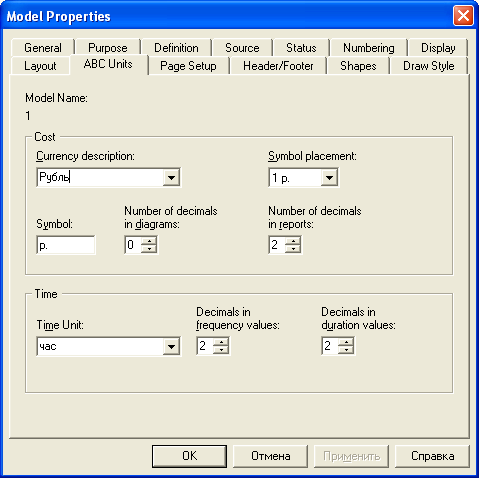 Model Properties
General Purpose Definition Source Status Numbering Display
Layout ABC Units Page Setup Header/Footer Shapes Draw Style
Model Name:
1
Cost
Currency description: Symbol placement:
Рубль 1 р.
Number of decimals Number of decimals
Symbol: in diagrams: in reports:
р. 0 2
Time
Decimals in Decimals in
Time Unit: frequency values: duration values:
час 2 2
OK Отмена Применить Справка